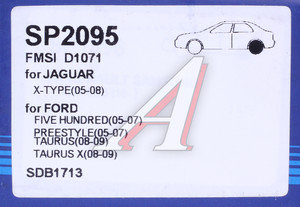 SP2095
FMSI D1071
for JAGUAR
X-TYPE(05-08)
for FORD
FIVE HUNDRED(05-07)
PREESTYLE(05-07)
TAURUS(08-09)
TAURUS X(08-09)
SDB1713